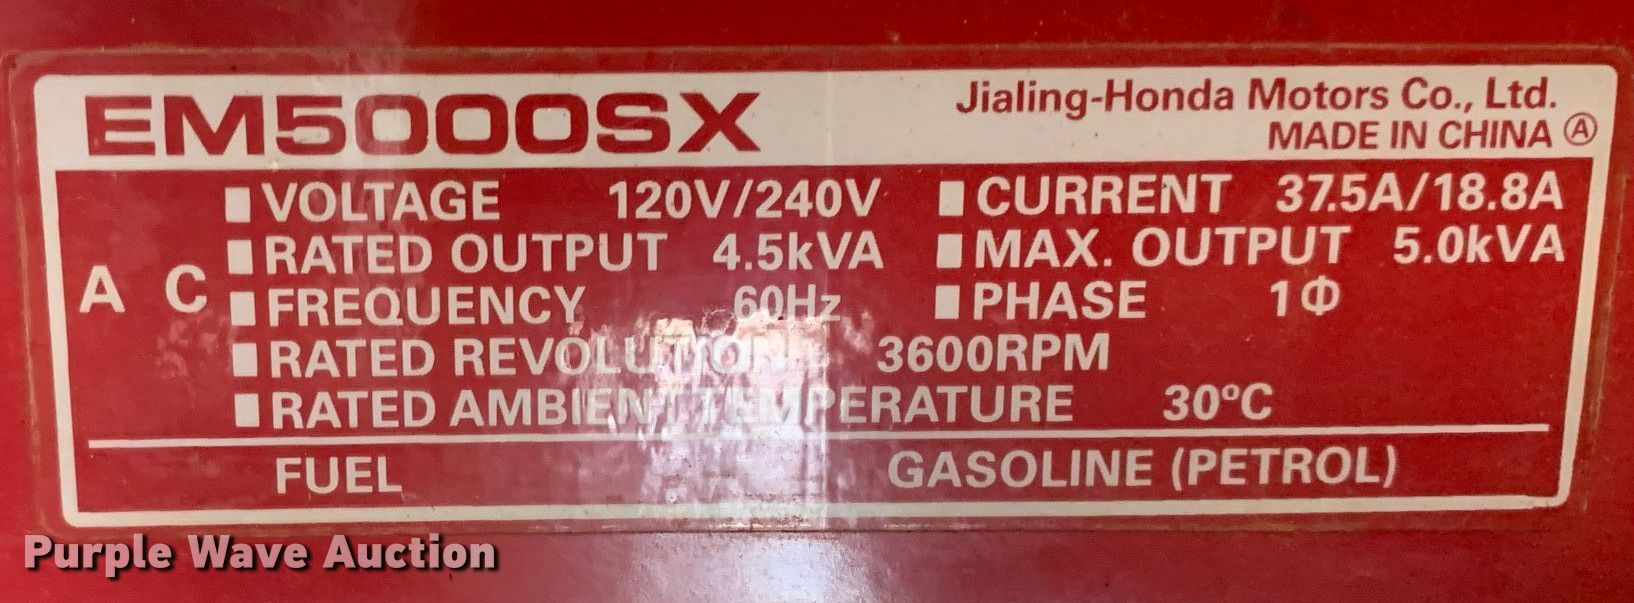 EM5000SX
Jialing-Honda Motors Co., Ltd.
MADE IN CHINA Ⓐ
A C
■ VOLTAGE 120V/240V ■ CURRENT 37.5A/18.8A
■ RATED OUTPUT 4.5kVA ■ MAX. OUTPUT 5.0kVA
■ FREQUENCY 60Hz ■ PHASE 1Φ
■ RATED REVOLUTION 3600RPM
■ RATED AMBIENT TEMPERATURE 30ºC
FUEL GASOLINE (PETROL)
Purple Wave Auction